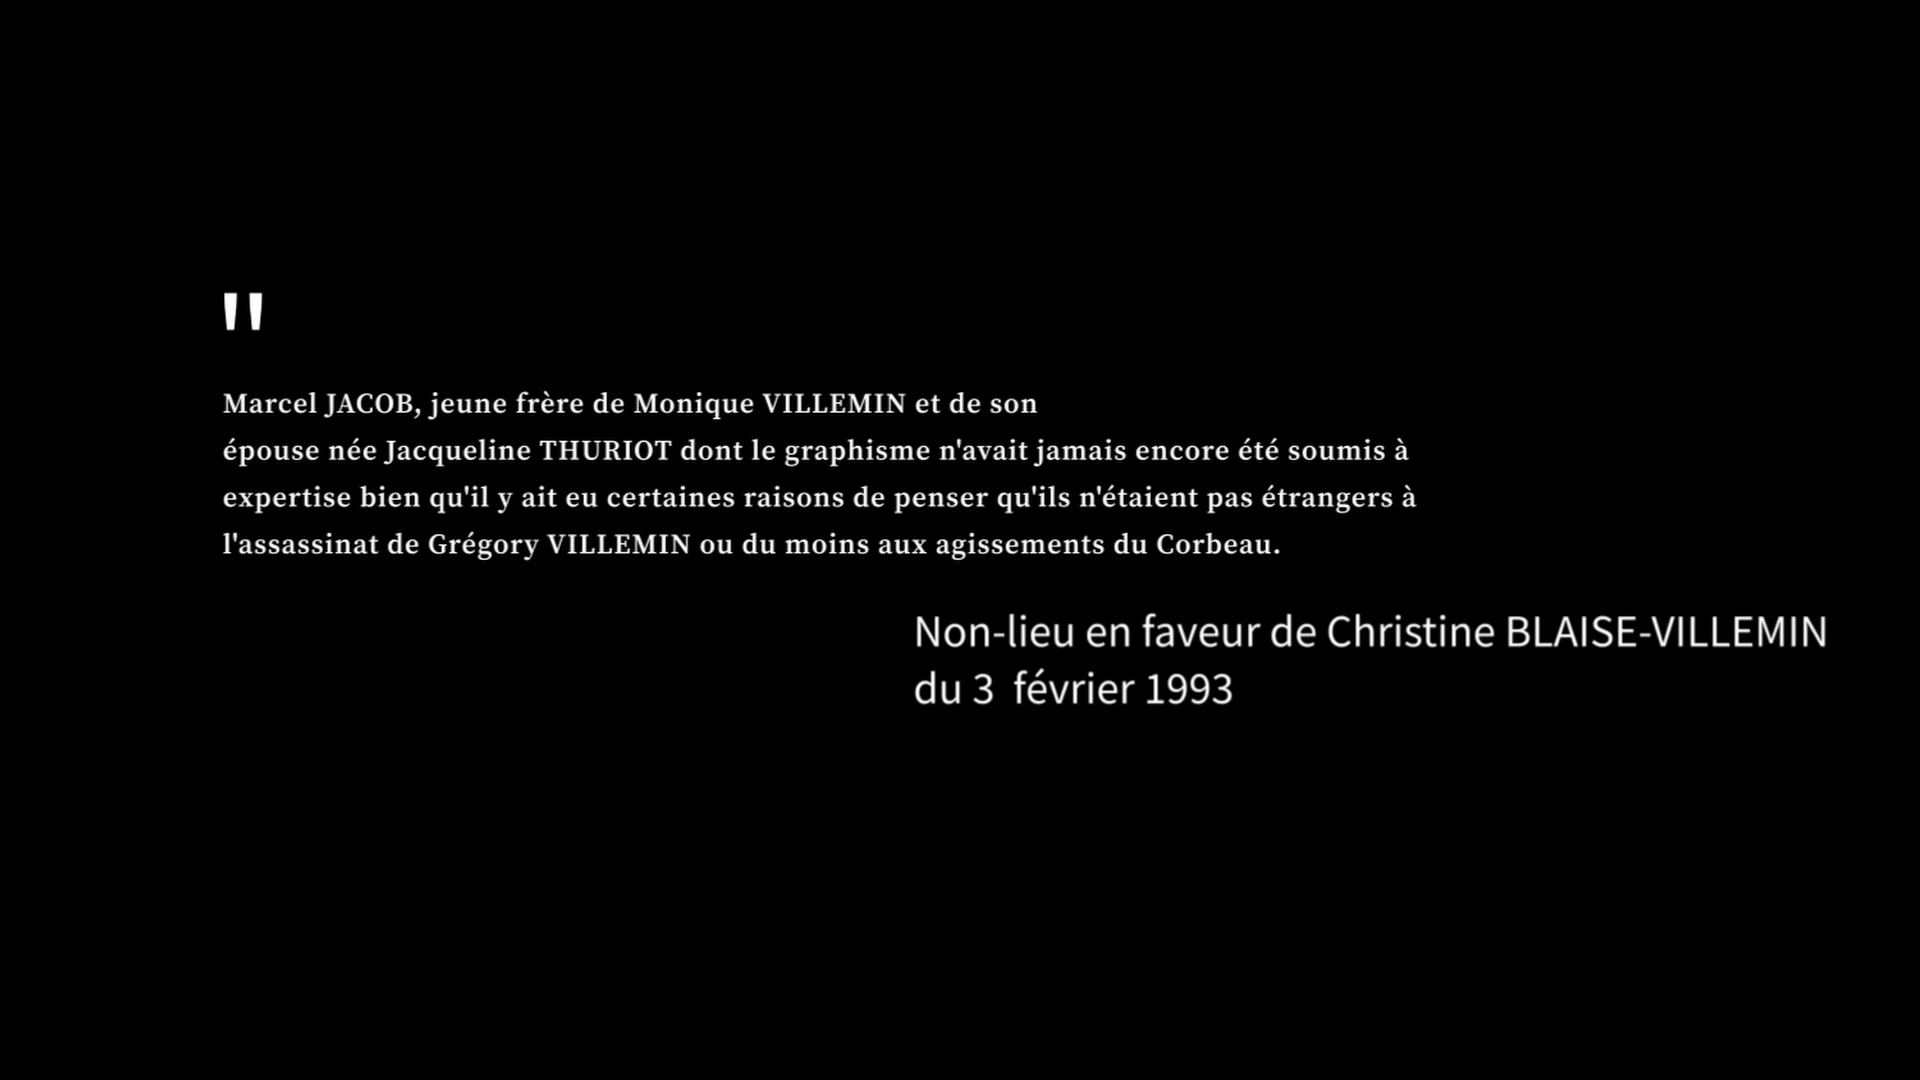 "
Marcel JACOB, jeune frère de Monique VILLEMIN et de son
épouse née Jacqueline THURIOT dont le graphisme n'avait jamais encore été soumis à
expertise bien qu'il y ait eu certaines raisons de penser qu'ils n'étaient pas étrangers à
l'assassinat de Grégory VILLEMIN ou du moins aux agissements du Corbeau.
Non-lieu en faveur de Christine BLAISE-VILLEMIN
du 3  février 1993